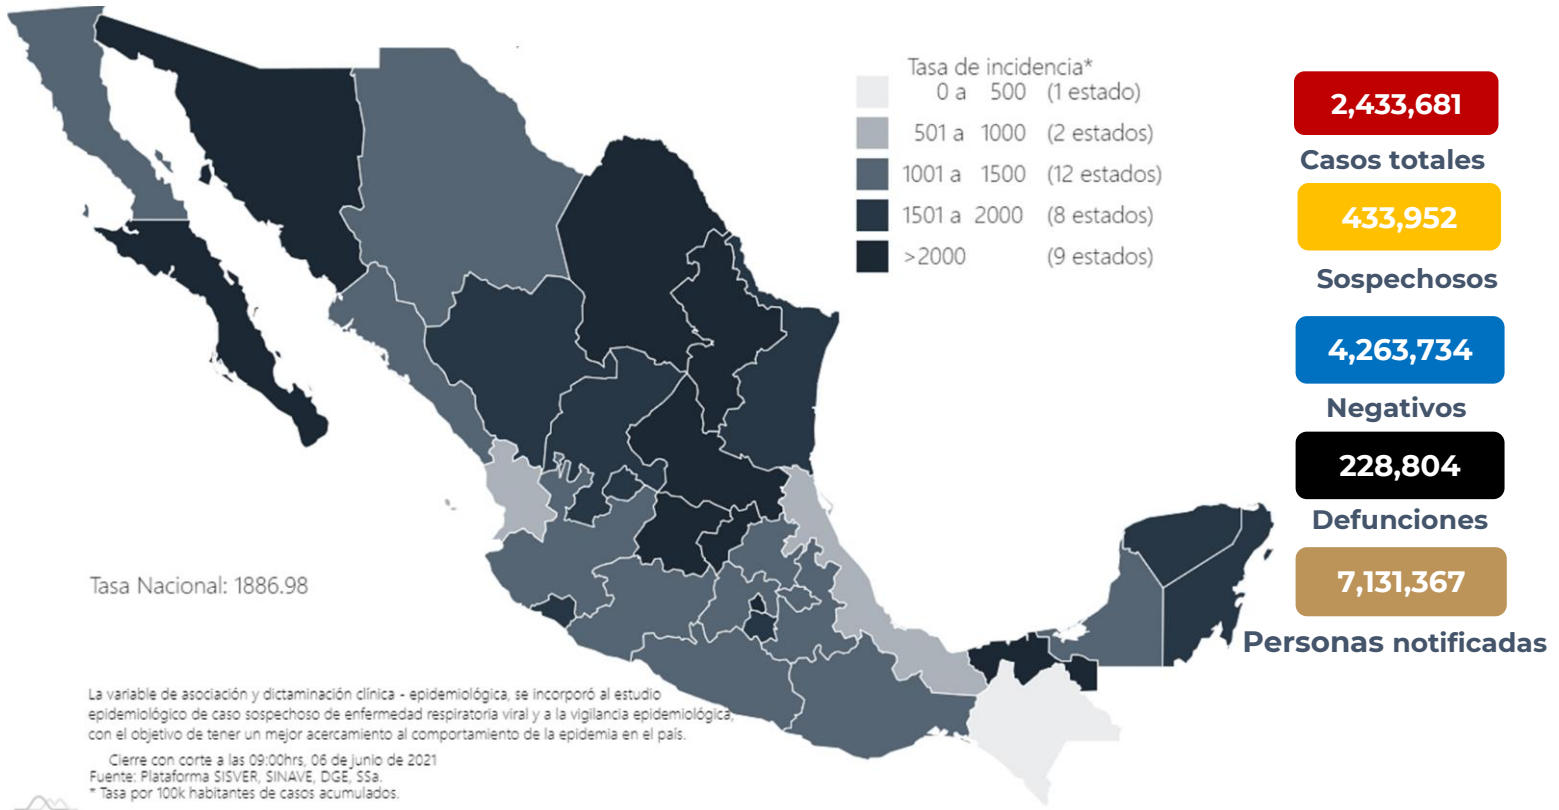 Tasa de incidencia*
0 a 500 (1 estado)
501 a 1000 (2 estados)
1001 a 1500 (12 estados)
1501 a 2000 (8 estados)
>2000 (9 estados)
2,433,681
Casos totales
433,952
Sospechosos
4,263,734
Negativos
228,804
Defunciones
7,131,367
Personas notificadas
Tasa Nacional: 1886.98
La variable de asociación y dictaminación clínica - epidemiológica, se incorporó al estudio
epidemiológico de caso sospechoso de enfermedad respiratoria viral y a la vigilancia epidemiológica,
con el objetivo de tener un mejor acercamiento al comportamiento de la epidemia en el país.
Cierre con corte a las 09:00hrs, 06 de junio de 2021
Fuente: Plataforma SISVER, SINAVE, DGE, SSa.
* Tasa por 100k habitantes de casos acumulados.